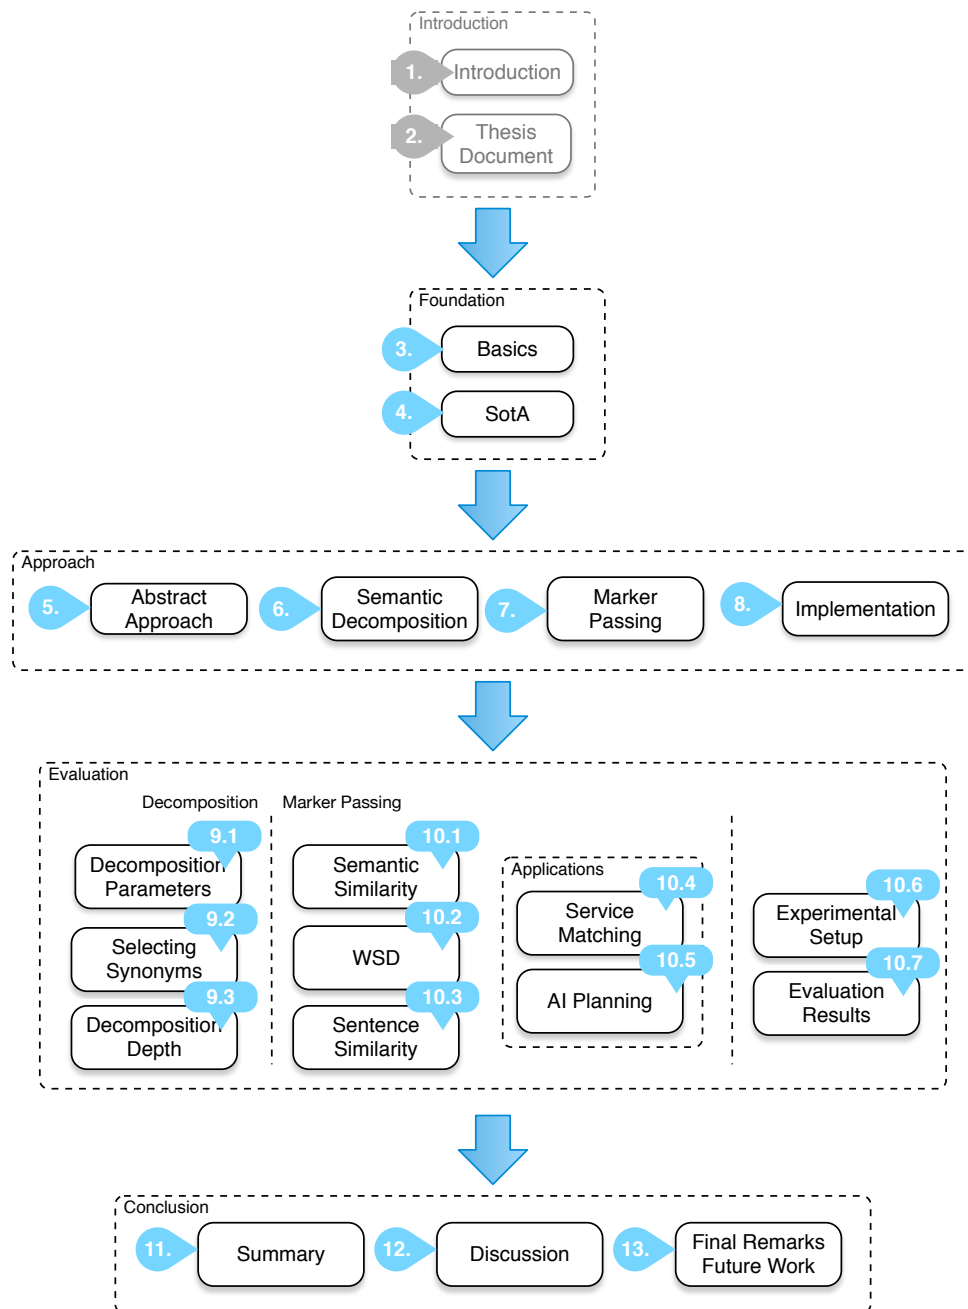 Introduction
1.
Introduction
2.
Thesis
Document
Foundation
3.
Basics
4.
SotA
Approach
5.
Abstract
Approach
6.
Semantic
Decomposition
7.
Marker
Passing
8.
Implementation
Evaluation
Decomposition
Marker Passing
9.1
Decomposition
Parameters
9.2
Selecting
Synonyms
9.3
Decomposition
Depth
10.1
Semantic
Similarity
10.2
WSD
10.3
Sentence
Similarity
Applications
10.4
Service
Matching
10.5
AI Planning
10.6
Experimental
Setup
10.7
Evaluation
Results
Conclusion
11.
Summary
12.
Discussion
13.
Final Remarks
Future Work